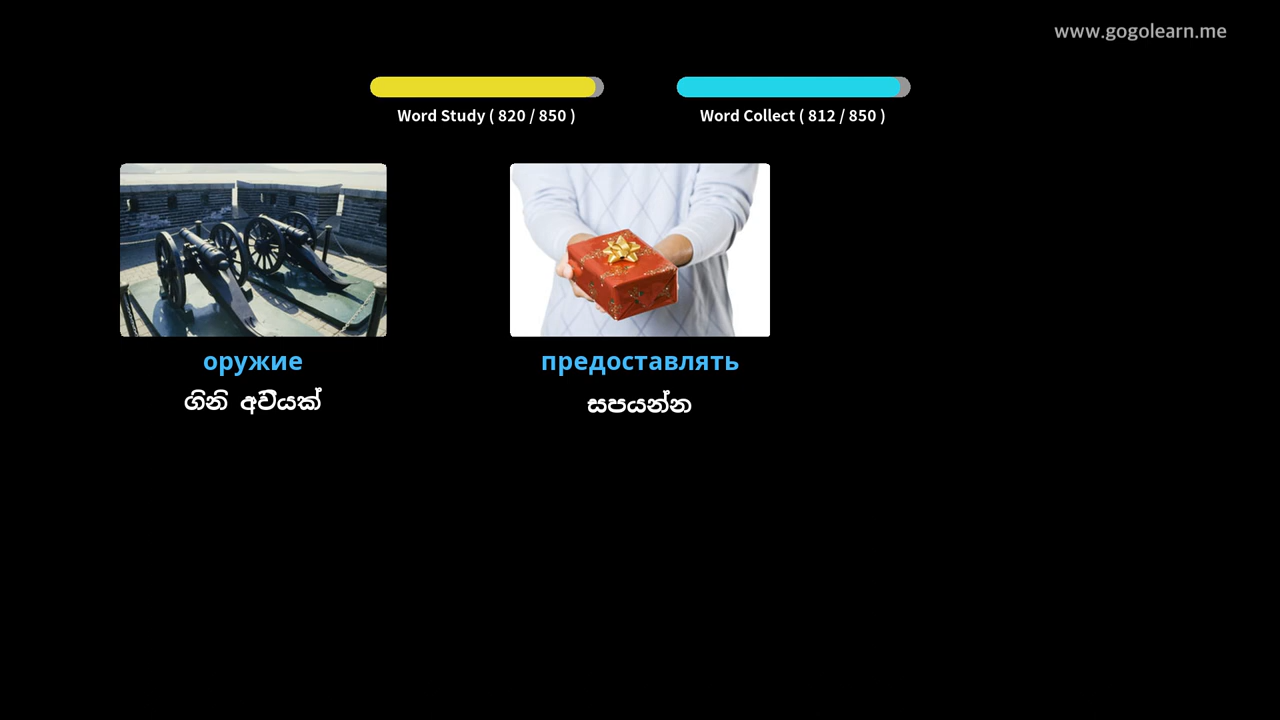 www.gogolearn.me
Word Study ( 820 / 850 )
Word Collect ( 812 / 850 )
оружие
ගිනි අවියක්
предоставлять
සපයන්න